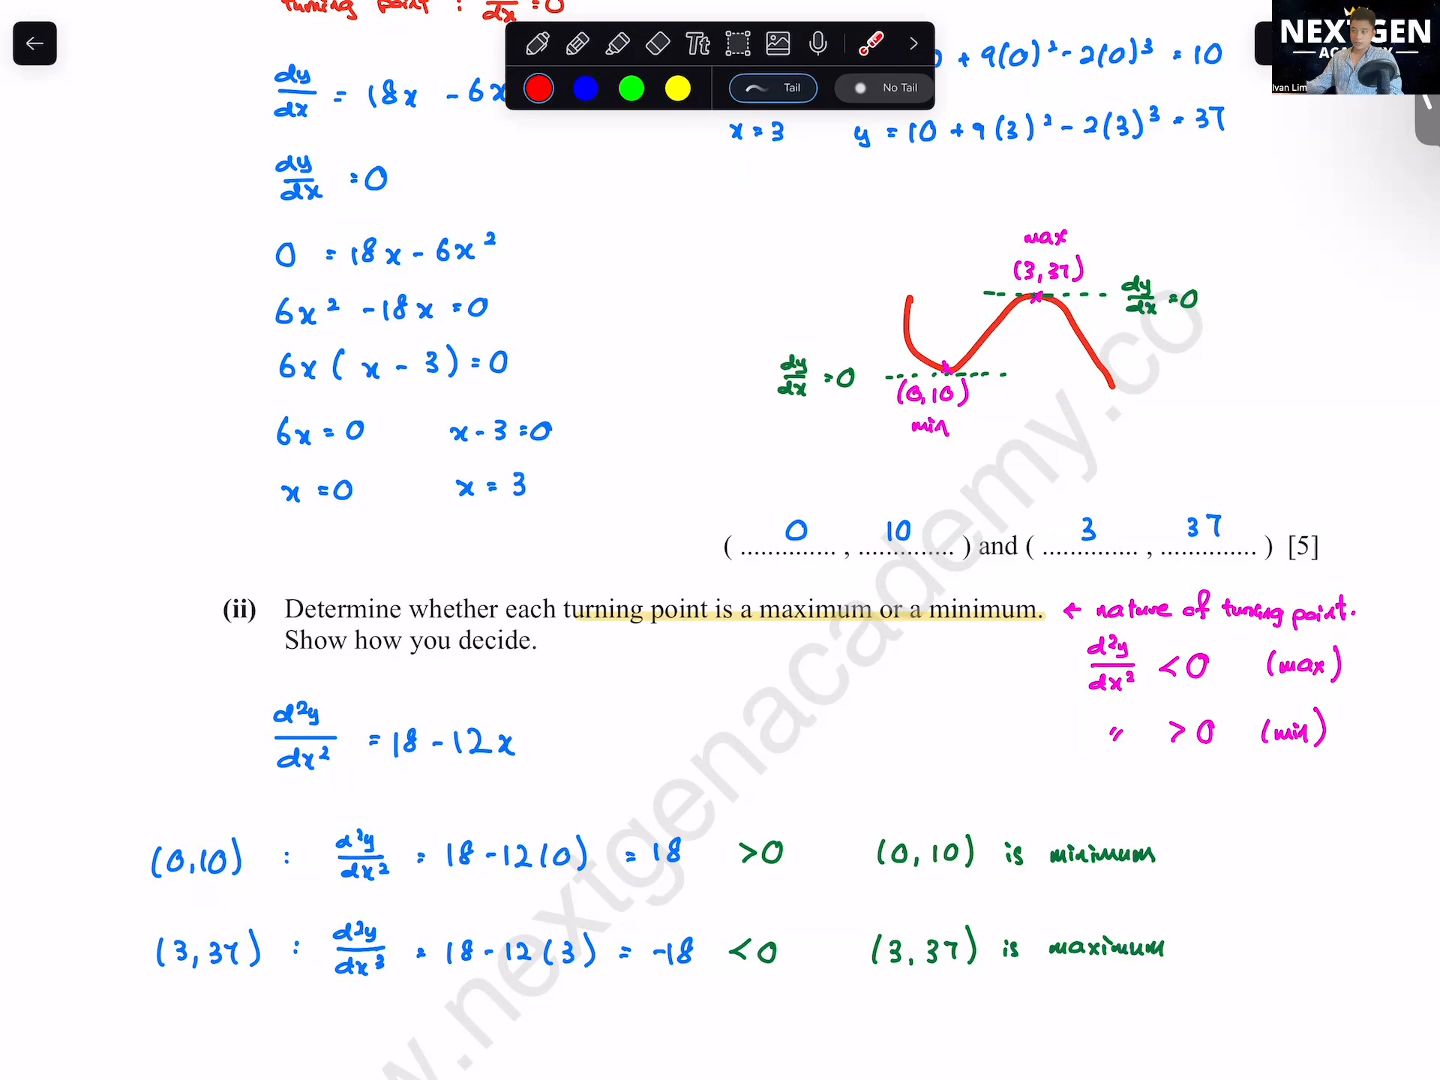 turning point : dy/dx = 0
dy/dx = 18x - 6x
+ 9(0)² - 2(0)³ = 10
x = 3 y = 10 + 9(3)² - 2(3)³ = 37
dy/dx = 0
0 = 18x - 6x²
6x² - 18x = 0
6x ( x - 3 ) = 0
6x = 0 x - 3 = 0
x = 0 x = 3
Tt
Tail
No Tail
NEXTGEN
Ivan Lim
max
(3, 37)
dy/dx = 0
dy/dx = 0
(0, 10)
min
( 0 , 10 ) and ( 3 , 37 ) [5]
(ii) Determine whether each turning point is a maximum or a minimum. ← nature of turning point.
Show how you decide.
d²y/dx² < 0 (max)
" > 0 (min)
d²y/dx² = 18 - 12x
(0,10) : d²y/dx² = 18 - 12(0) = 18 > 0 (0, 10) is minimum
(3, 37) : d²y/dx³ = 18 - 12(3) = -18 < 0 (3, 37) is maximum
w.nextgenacademy.com